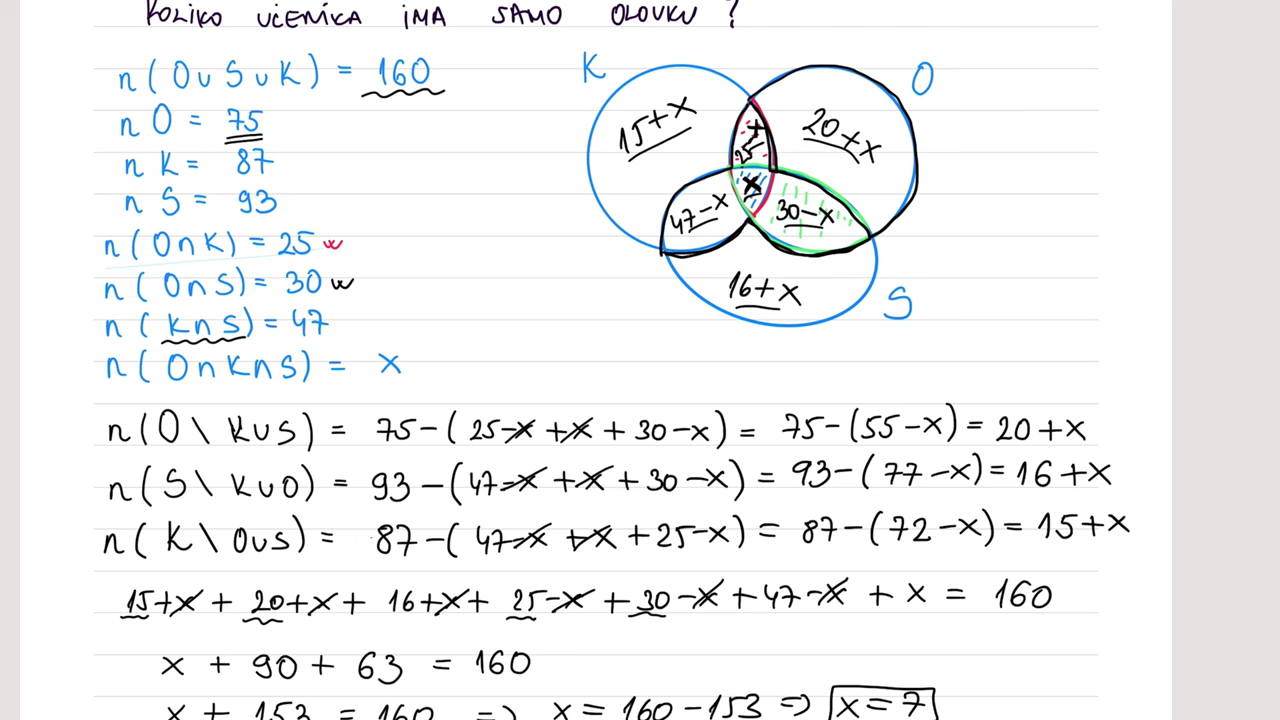 KOLIKO UČENIKA IMA SAMO OLOVKU ?
n ( O ∪ S ∪ K ) = 160
n O = 75
n K = 87
n S = 93
n ( O ∩ K ) = 25 w
n ( O ∩ S ) = 30 w
n ( K ∩ S ) = 47
n ( O ∩ K ∩ S ) = x
K
O
15+x
25-x
20+x
x
47-x
30-x
16+x
S
n ( O \ K ∪ S ) = 75 - ( 25 - x + x + 30 - x ) = 75 - (55 - x) = 20 + x
n ( S \ K ∪ O ) = 93 - ( 47 - x + x + 30 - x ) = 93 - ( 77 - x ) = 16 + x
n ( K \ O ∪ S ) = 87 - ( 47 - x + x + 25 - x ) = 87 - ( 72 - x ) = 15 + x
15 + x + 20 + x + 16 + x + 25 - x + 30 - x + 47 - x + x = 160
x + 90 + 63 = 160
x + 153 = 160 => x = 160 - 153 => x = 7